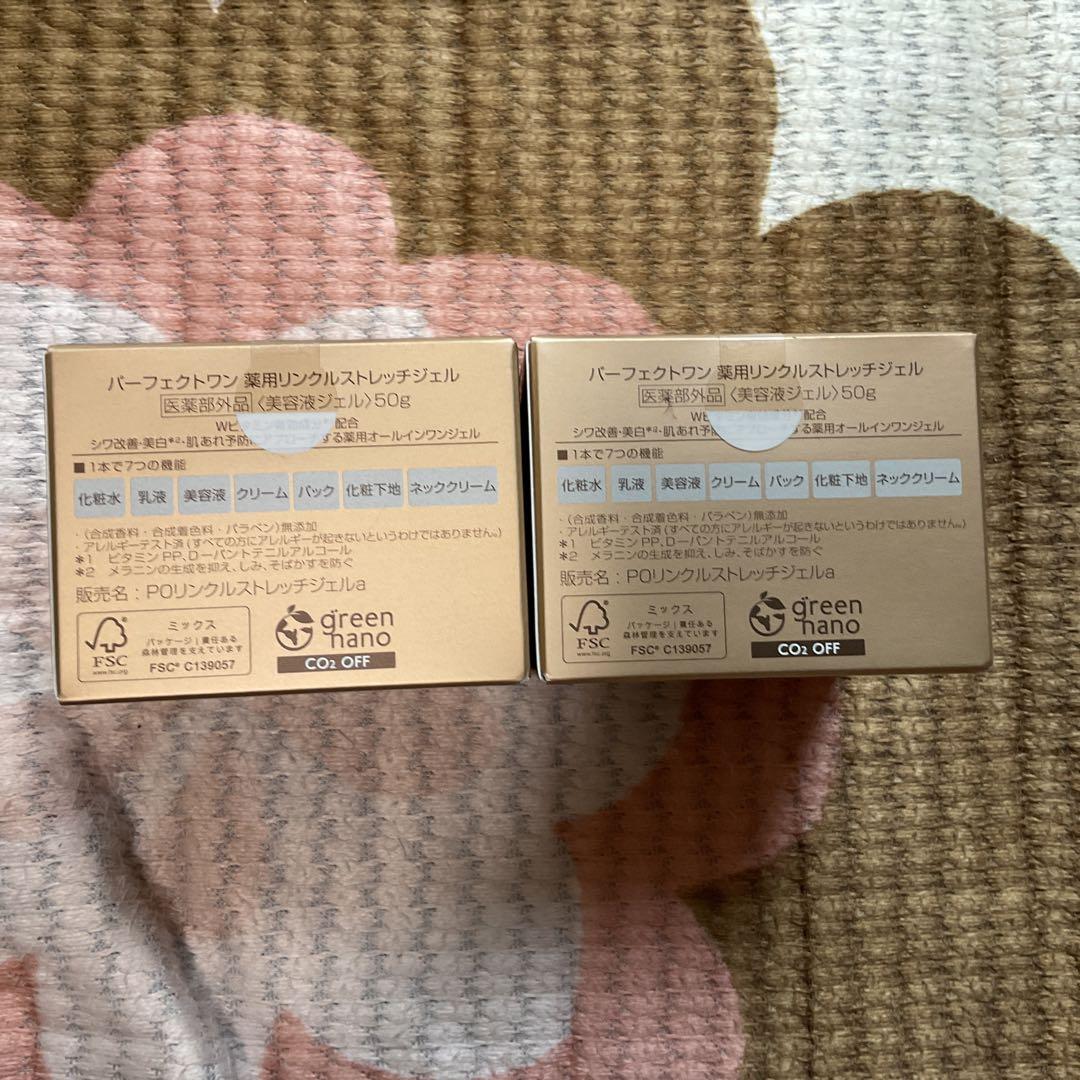 パーフェクトワン 薬用リンクルストレッチジェル
医薬部外品 〈美容液ジェル〉50g
配合
シワ改善・美白*2・肌あれ予防 する薬用オールインワンジェル
■1本で7つの機能
化粧水 乳液 美容液 クリーム パック 化粧下地 ネッククリーム
・(合成香料・合成着色料・パラベン)無添加
・アレルギーテスト済(すべての方にアレルギーが起きないというわけではありません。)
*1 ビタミンPP、D-パントテニルアルコール
*2 メラニンの生成を抑え、しみ、そばかすを防ぐ
販売名:POリンクルストレッチジェルa
FSC
www.fsc.org
ミックス
パッケージ|責任ある
森林管理を支えています
FSC® C139057
green
nano
CO2 OFF
パーフェクトワン 薬用リンクルストレッチジェル
医薬部外品 〈美容液ジェル〉50g
配合
シワ改善・美白*2・肌あれ予防 アプローチする薬用オールインワンジェル
■1本で7つの機能
化粧水 乳液 美容液 クリーム パック 化粧下地 ネッククリーム
・(合成香料・合成着色料・パラベン)無添加
・アレルギーテスト済(すべての方にアレルギーが起きないというわけではありません。)
*1 ビタミンPP、D-パントテニルアルコール
*2 メラニンの生成を抑え、しみ、そばかすを防ぐ
販売名:POリンクルストレッチジェルa
FSC
www.fsc.org
ミックス
パッケージ|責任ある
森林管理を支えています
FSC® C139057
green
nano
CO2 OFF